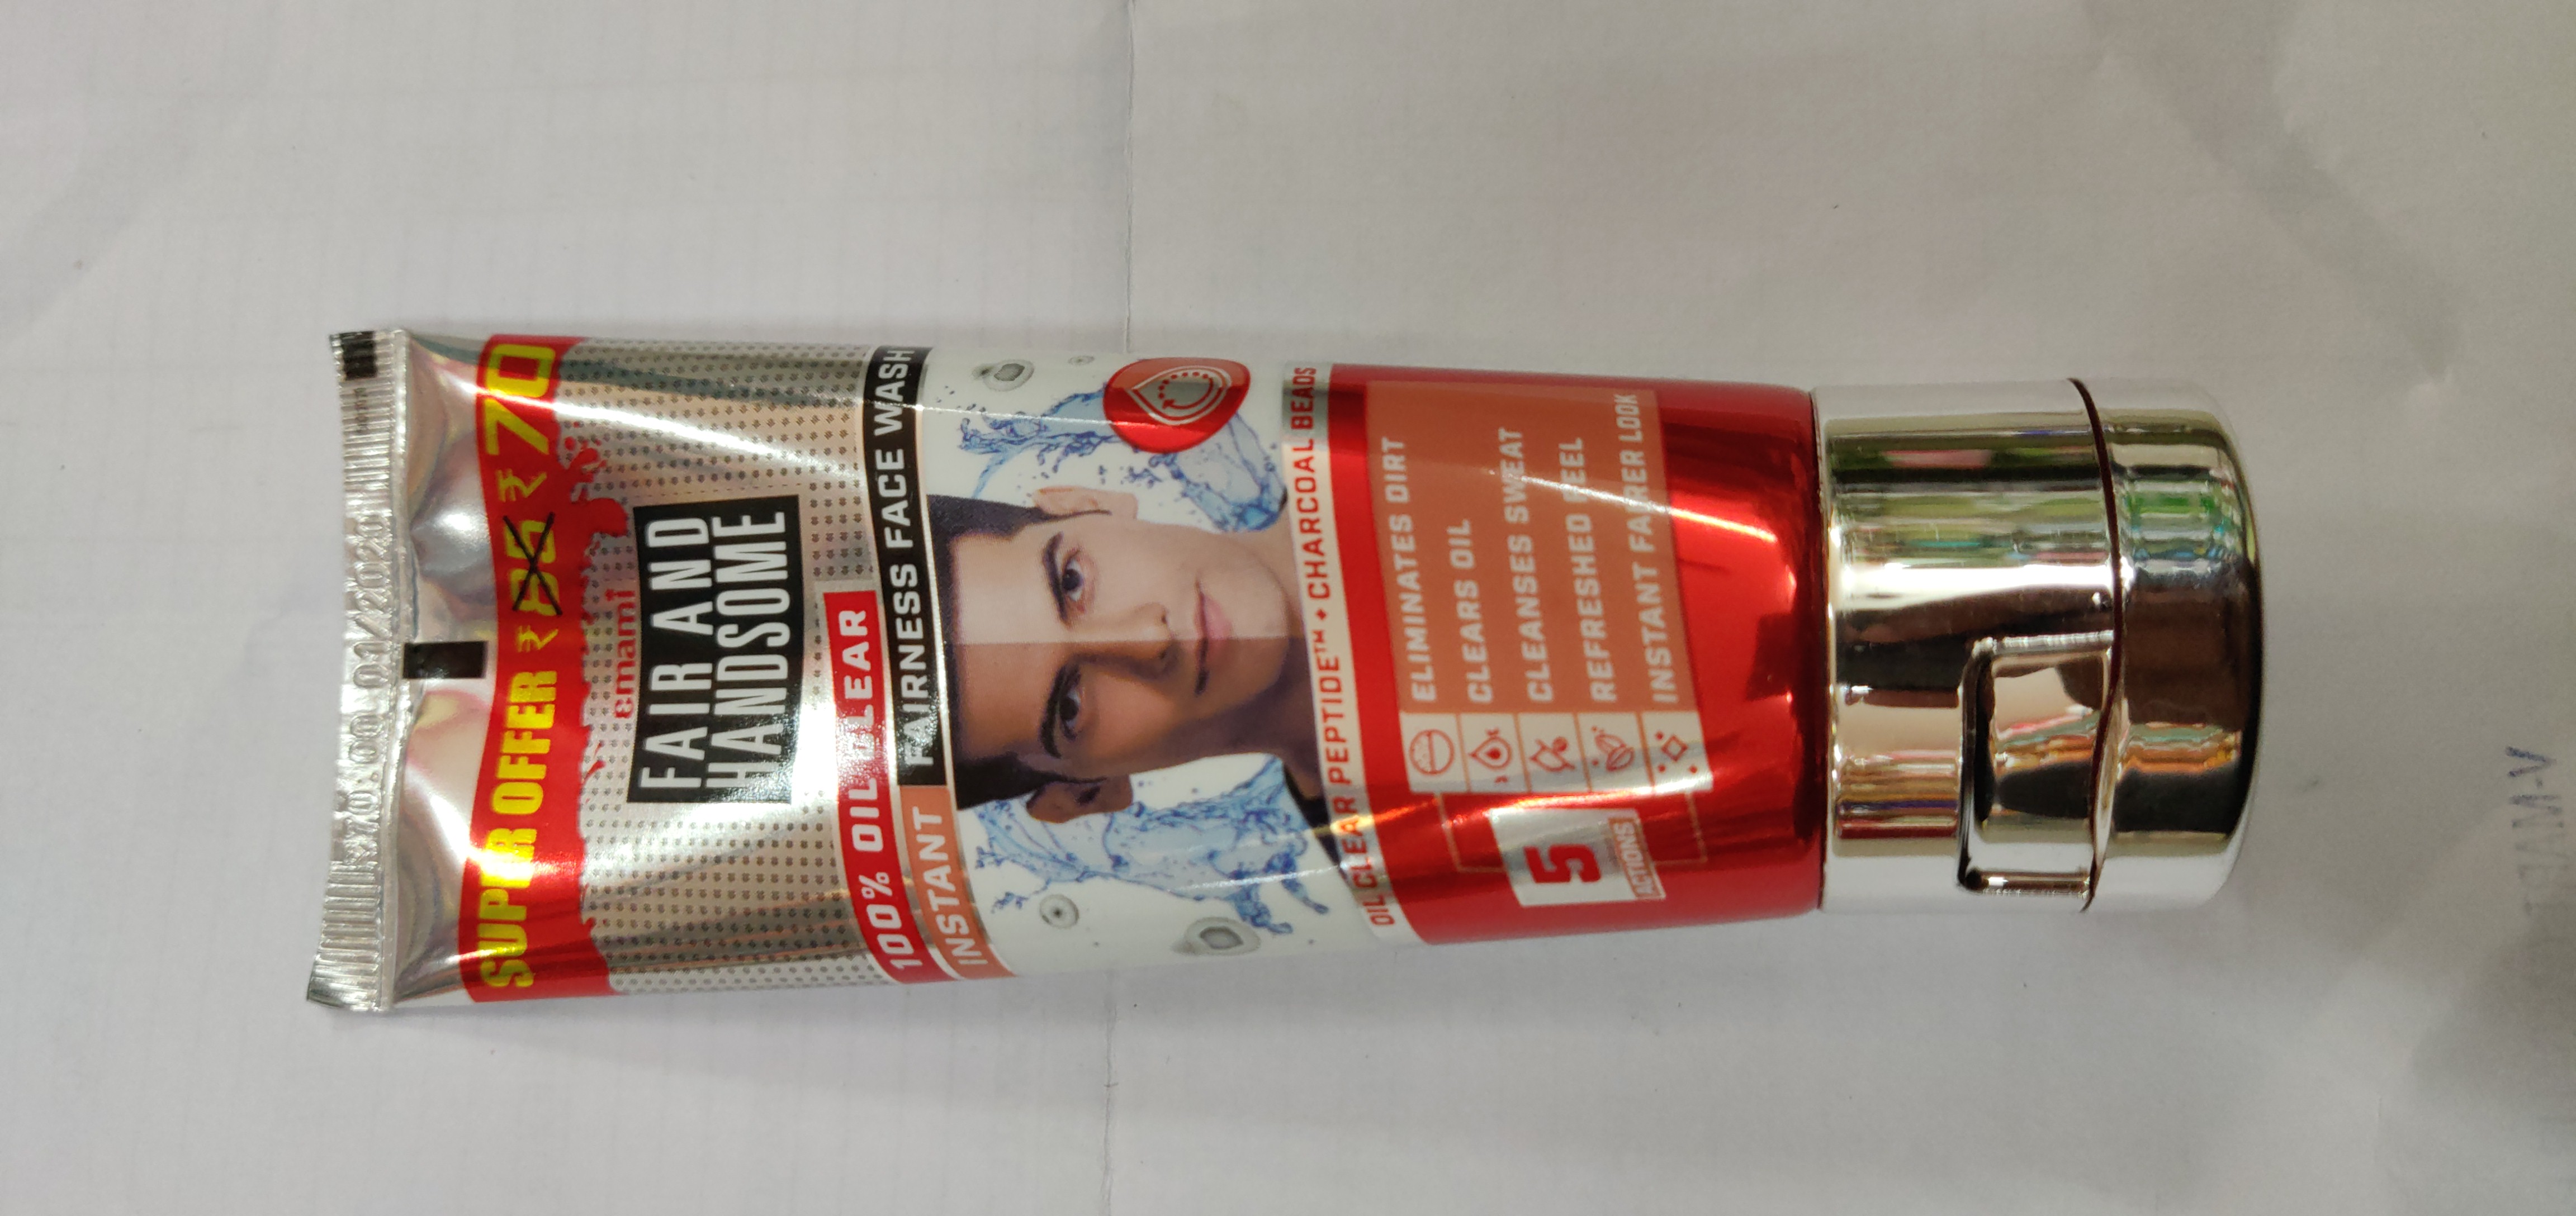 ₹70.00 01/2020
SUPER OFFER ₹85 ₹70
emami
FAIR AND
HANDSOME
100% OIL CLEAR
INSTANT FAIRNESS FACE WASH
OIL CLEAR PEPTIDE™ + CHARCOAL BEADS
ELIMINATES DIRT
CLEARS OIL
CLEANSES SWEAT
REFRESHED FEEL
INSTANT FAIRER LOOK
5
ACTIONS
V-MART